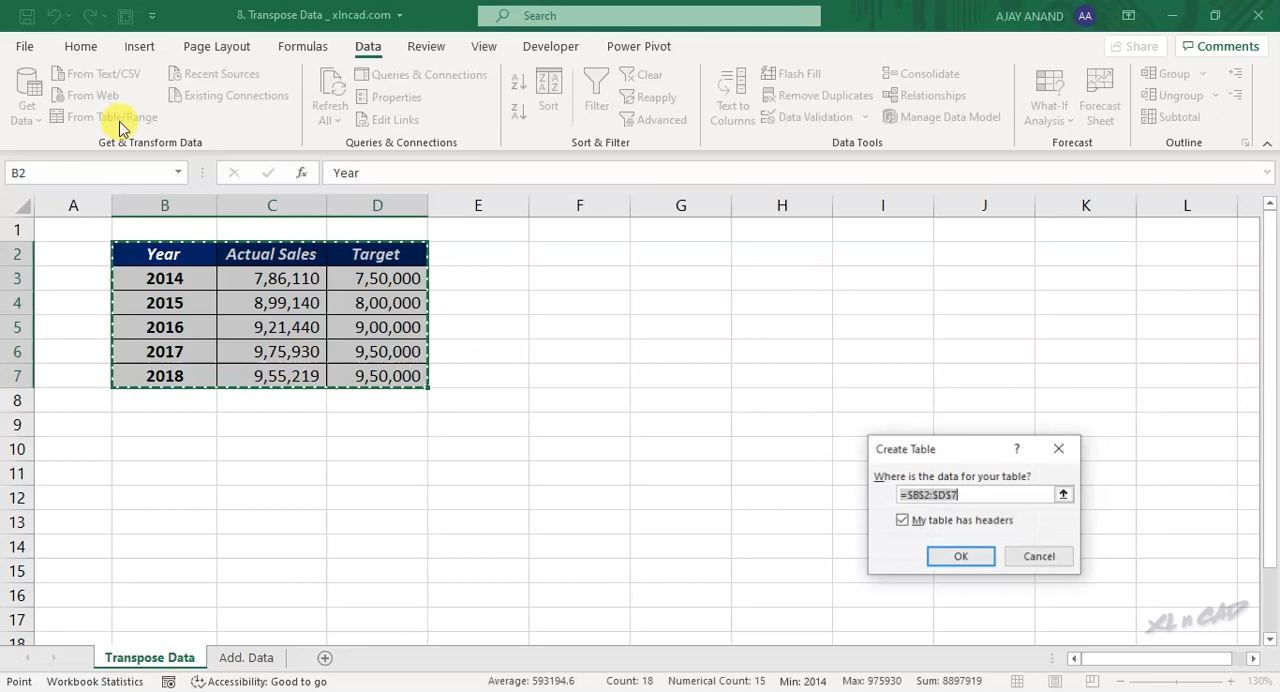 8. Transpose Data _ xlncad.com
Search
AJAY ANAND AA
File Home Insert Page Layout Formulas Data Review View Developer Power Pivot Share Comments
Get Data
From Text/CSV
From Web
From Table/Range
Recent Sources
Existing Connections
Get & Transform Data
Refresh All
Queries & Connections
Properties
Edit Links
Queries & Connections
Sort
Filter
Clear
Reapply
Advanced
Sort & Filter
Text to Columns
Flash Fill
Remove Duplicates
Data Validation
Consolidate
Relationships
Manage Data Model
Data Tools
What-If Analysis
Forecast Sheet
Forecast
Group
Ungroup
Subtotal
Outline
B2 fx Year
A B C D E F G H I J K L
1
2 Year Actual Sales Target
3 2014 7,86,110 7,50,000
4 2015 8,99,140 8,00,000
5 2016 9,21,440 9,00,000
6 2017 9,75,930 9,50,000
7 2018 9,55,219 9,50,000
8
9
10
11
12
13
14
15
16
17
18
Create Table ?
Where is the data for your table?
=$B$2:$D$7
My table has headers
OK Cancel
XL n CAD
Transpose Data Add. Data
Point Workbook Statistics Accessibility: Good to go Average: 593194.6 Count: 18 Numerical Count: 15 Min: 2014 Max: 975930 Sum: 8897919 130%